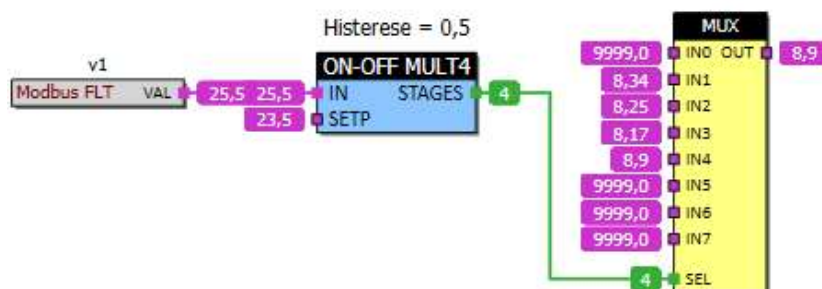 Histerese = 0,5
v1
Modbus FLT VAL
25,5 25,5
23,5
ON-OFF MULT4
IN STAGES
SETP
4
MUX
9999,0 IN0 OUT 8,9
8,34 IN1
8,25 IN2
8,17 IN3
8,9 IN4
9999,0 IN5
9999,0 IN6
9999,0 IN7
4 SEL